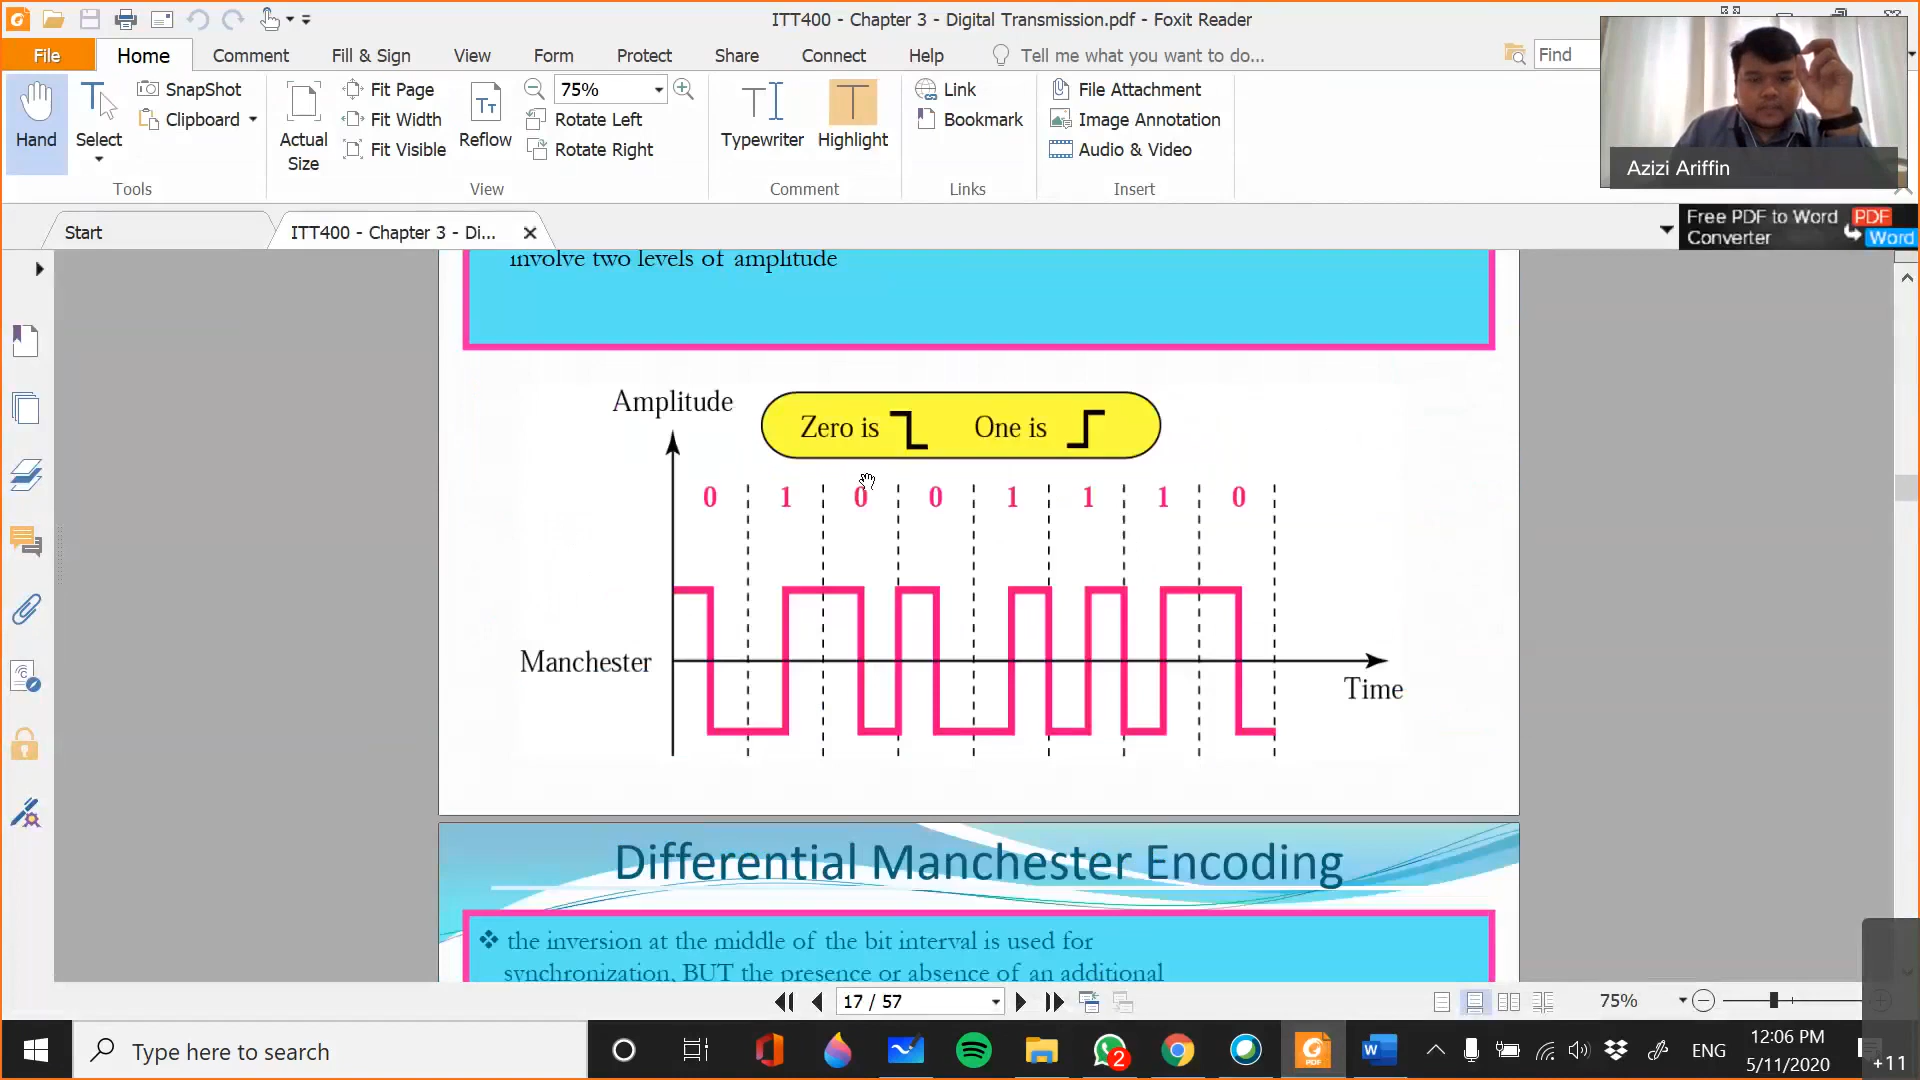 ITT400 - Chapter 3 - Digital Transmission.pdf - Foxit Reader
File Home Comment Fill & Sign View Form Protect Share Connect Help Tell me what you want to do... Find
Hand
Select
SnapShot
Clipboard
Tools
Actual
Size
Fit Page
Fit Width
Fit Visible
Reflow
75%
Rotate Left
Rotate Right
View
Typewriter
Highlight
Comment
Link
Bookmark
Links
File Attachment
Image Annotation
Audio & Video
Insert
Azizi Ariffin
Start
ITT400 - Chapter 3 - Di...
Free PDF to Word
Converter
PDF
Word
involve two levels of amplitude
Amplitude
Zero is One is
0 1 0 0 1 1 1 0
Manchester
Time
Differential Manchester Encoding
the inversion at the middle of the bit interval is used for
synchronization, BUT the presence or absence of an additional
17 / 57
75%
Type here to search
2
PDF
W
ENG
12:06 PM
5/11/2020
+11